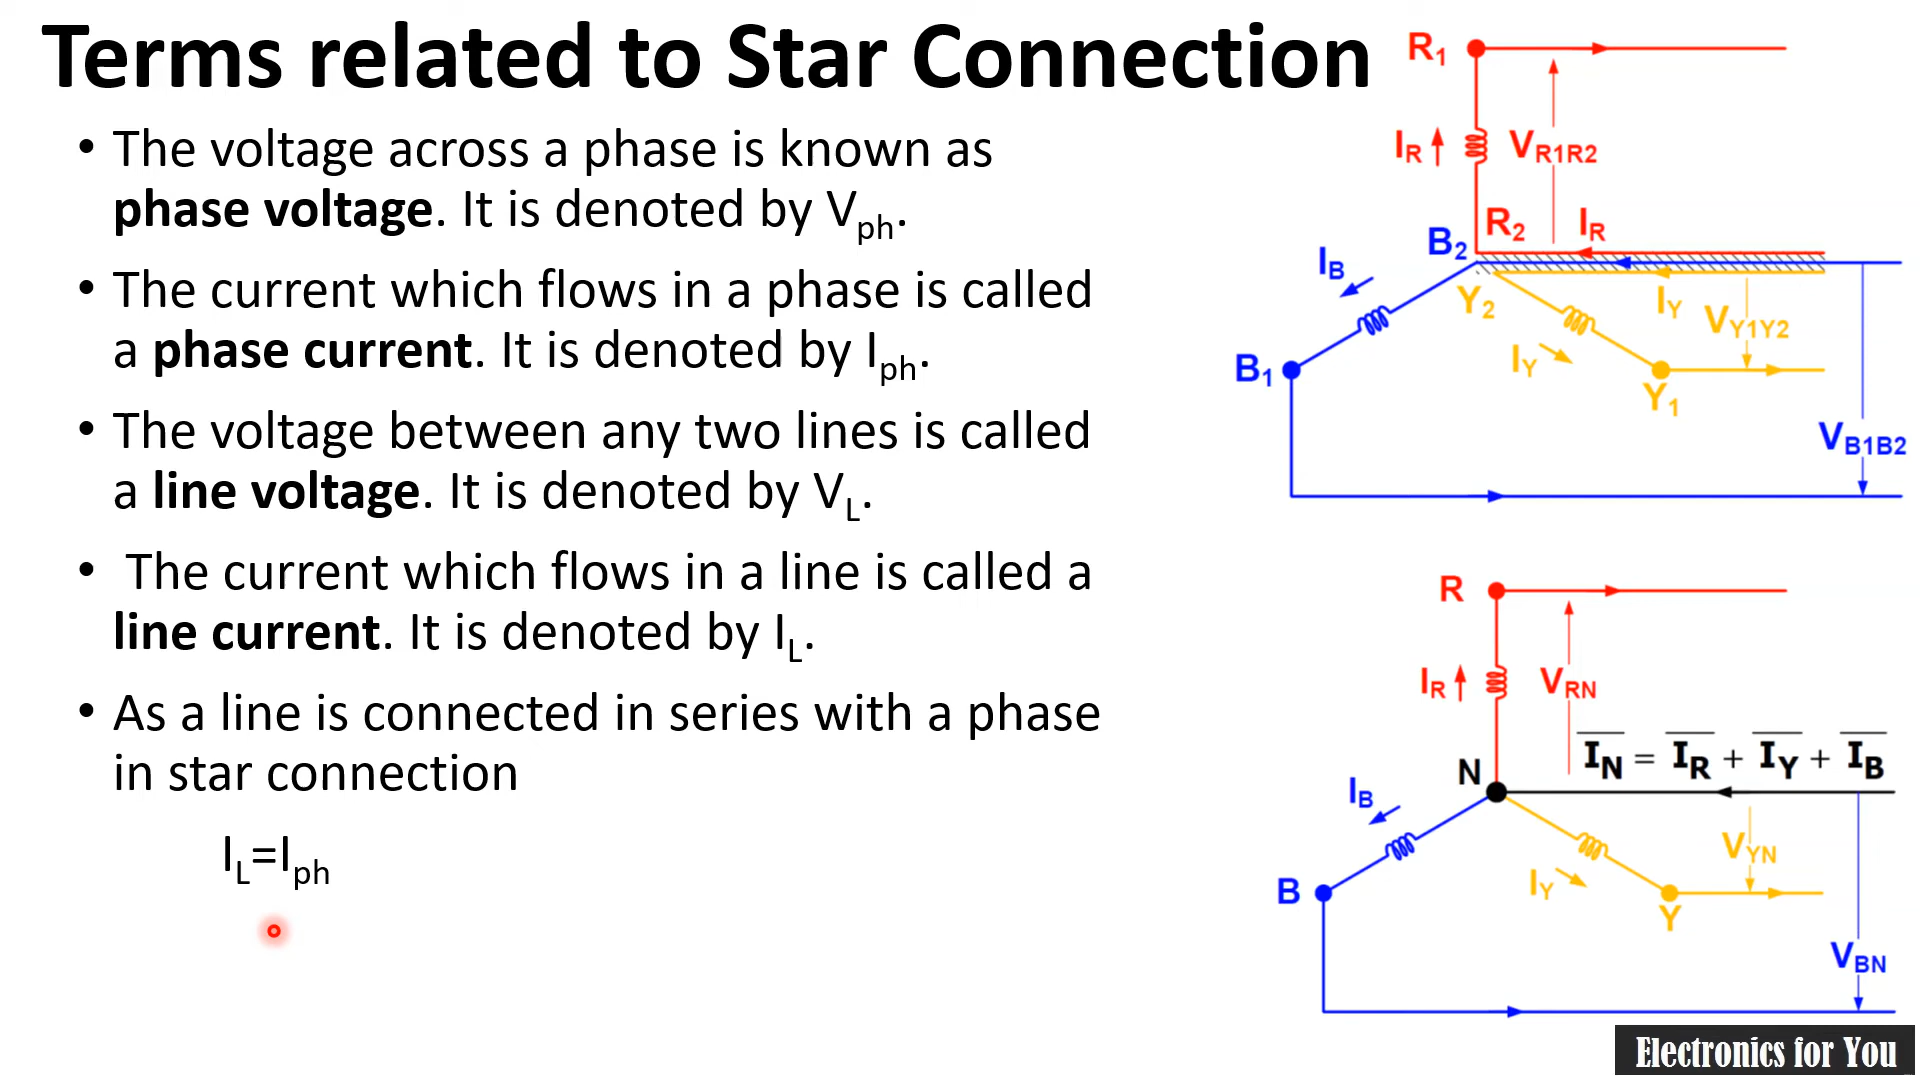 Terms related to Star Connection
• The voltage across a phase is known as
phase voltage. It is denoted by Vph.
• The current which flows in a phase is called
a phase current. It is denoted by Iph.
• The voltage between any two lines is called
a line voltage. It is denoted by VL.
• The current which flows in a line is called a
line current. It is denoted by IL.
• As a line is connected in series with a phase
in star connection
IL=Iph
R1
IR
VR1R2
R2
IR
B2
IB
Y2
IY
VY1Y2
IY
B1
Y1
VB1B2
R
IR
VRN
IN = IR + IY + IB
N
IB
VYN
IY
B
Y
VBN
Electronics for You